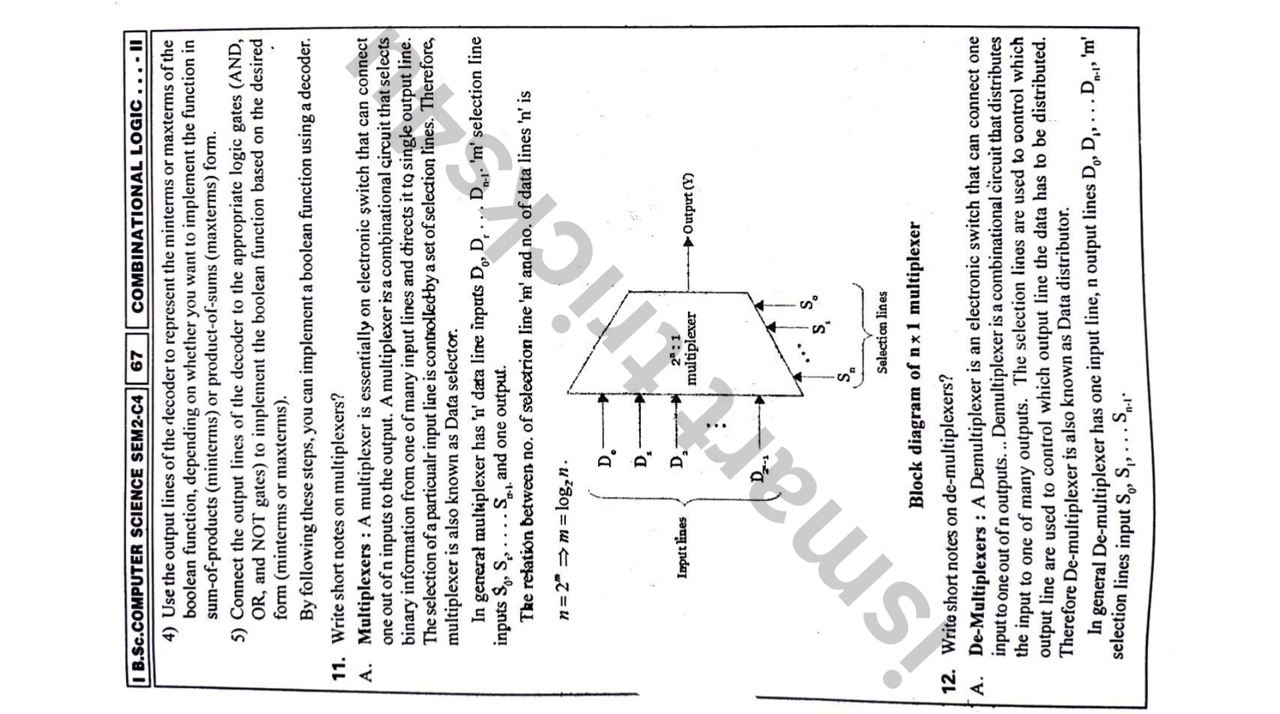 I B.Sc.COMPUTER SCIENCE SEM2-C4 67 COMBINATIONAL LOGIC . . . - II
4) Use the output lines of the decoder to represent the minterms or maxterms of the
boolean function, depending on whether you want to implement the function in
sum-of-products (minterms) or product-of-sums (maxterms) form.
5) Connect the output lines of the decoder to the appropriate logic gates (AND,
OR, and NOT gates) to implement the boolean function based on the desired
form (minterms or maxterms).
By following these steps, you can implement a boolean function using a decoder.
11. Write short notes on multiplexers?
A. Multiplexers : A multiplexer is essentially on electronic switch that can connect
one out of n inputs to the output. A multiplexer is a combinational circuit that selects
binary information from one of many input lines and directs it to single output line.
The selection of a particualr input line is controlled by a set of selection lines. Therefore,
multiplexer is also known as Data selector.
In general multiplexer has 'n' data line inputs D₀, Dᵣ . . . Dₙ₋₁, 'm' selection line
inputs S₀, Sᵣ, . . . . Sₙ₋₁, and one output.
The relation between no. of selectrion line 'm' and no. of data lines 'n' is
n = 2ᵐ ⇒ m = log₂ n.
Input lines
D₀
D₁
D₂
D₂ⁿ₋₁
2ⁿ : 1
multiplexer
Output (Y)
Sₙ ... S₁ S₀
Selection lines
Block diagram of n x 1 multiplexer
12. Write short notes on de-multiplexers?
A. De-Multiplexers : A Demultiplexer is an electronic switch that can connect one
input to one out of n outputs... Demultiplexer is a combinational circuit that distributes
the input to one of many outputs. The selection lines are used to control which
output line are used to control which output line the data has to be distributed.
Therefore De-multiplexer is also known as Data distributor.
In general De-multiplexer has one input line, n output lines D₀, D₁, . . . Dₙ₋₁, 'm'
selection lines input S₀, S₁, . . . . Sₙ₋₁.
ismarttricks4u